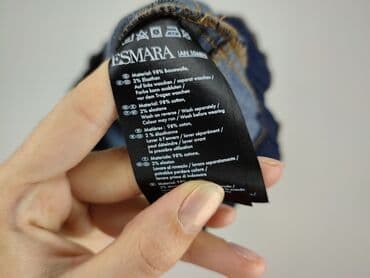 ESMARA
Material: 98% Baumwolle,
2% Elasthan
Auf links waschen / separat waschen /
Farbe kann ausbluten /
vor dem Tragen waschen
Material: 98% cotton,
2% elastane
Wash on reverse / Wash separately /
Colour may run / Wash before wearing
Matière : 98% coton,
2 % élasthanne
Laver à l'envers / laver séparément /
peut déteindre / laver avant
la première utilisation
Material: 98% cotone,
2% elastan
Lavare al rovescio / lavare separatamente /
potrebbe perdere colore /
lavare prima di indossare